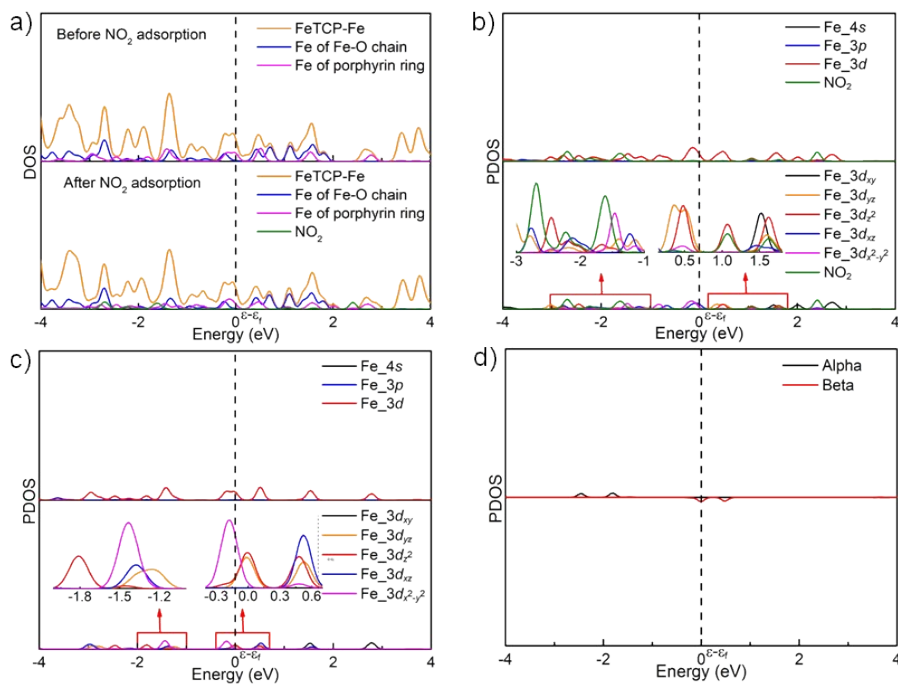 a)
Before NO₂ adsorption
FeTCP-Fe
Fe of Fe-O chain
Fe of porphyrin ring
DOS
After NO₂ adsorption
FeTCP-Fe
Fe of Fe-O chain
Fe of porphyrin ring
NO₂
-4 -2 0 2 4
ε-εf
Energy (eV)
b)
Fe_4s
Fe_3p
Fe_3d
NO₂
PDOS
Fe_3dxy
Fe_3dyz
Fe_3dz²
Fe_3dxz
Fe_3dx²-y²
NO₂
-3 -2 -1 0.5 1.0 1.5
-4 -2 0 2 4
ε-εf
Energy (eV)
c)
Fe_4s
Fe_3p
Fe_3d
PDOS
Fe_3dxy
Fe_3dyz
Fe_3dz²
Fe_3dxz
Fe_3dx²-y²
-1.8 -1.5 -1.2 -0.3 0.0 0.3 0.6
-4 -2 0 2 4
ε-εf
Energy (eV)
d)
Alpha
Beta
PDOS
-4 -2 0 2 4
ε-εf
Energy (eV)